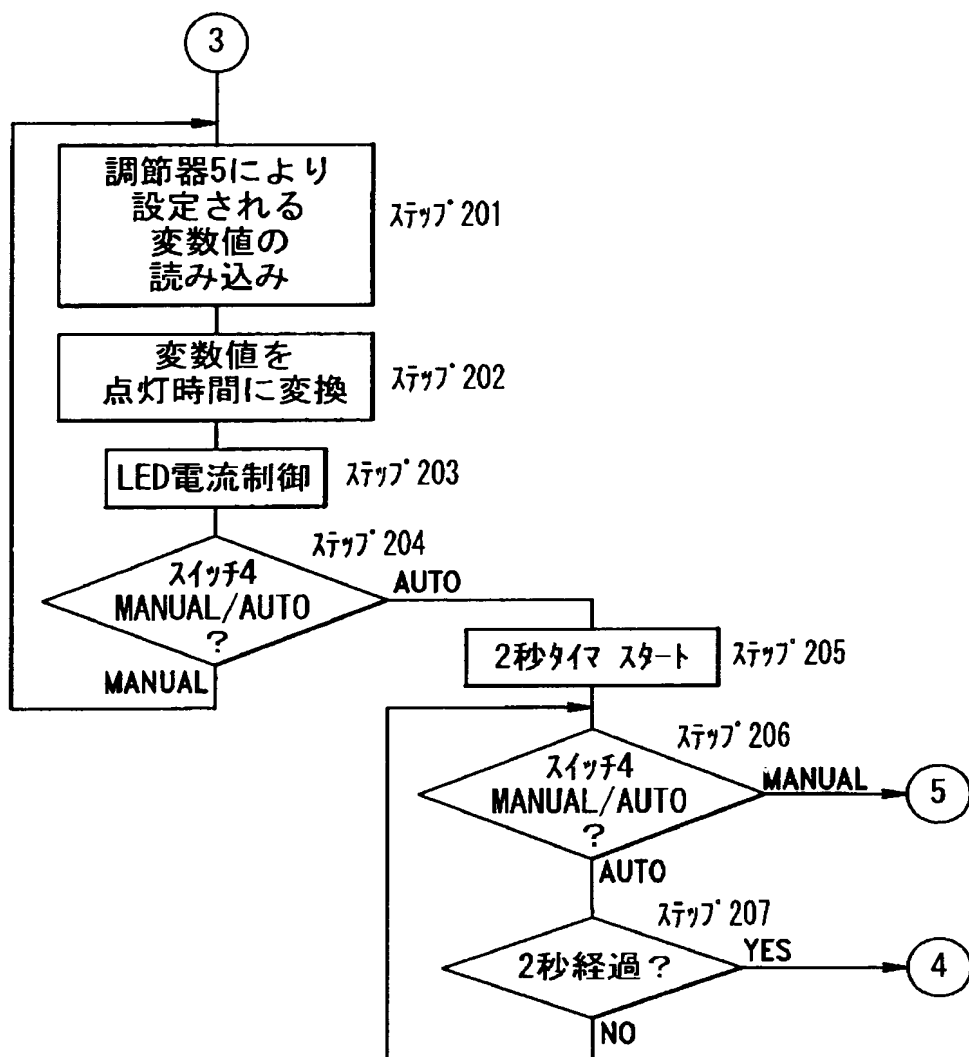 3
調節器5により
設定される
変数値の
読み込み
ｽﾃｯﾌﾟ201
変数値を
点灯時間に変換
ｽﾃｯﾌﾟ202
LED電流制御
ｽﾃｯﾌﾟ203
ｽﾃｯﾌﾟ204
ｽｲｯﾁ4
MANUAL/AUTO
?
AUTO
MANUAL
2秒ﾀｲﾏ ｽﾀｰﾄ
ｽﾃｯﾌﾟ205
ｽﾃｯﾌﾟ206
ｽｲｯﾁ4
MANUAL/AUTO
?
MANUAL
5
AUTO
ｽﾃｯﾌﾟ207
2秒経過?
YES
4
NO